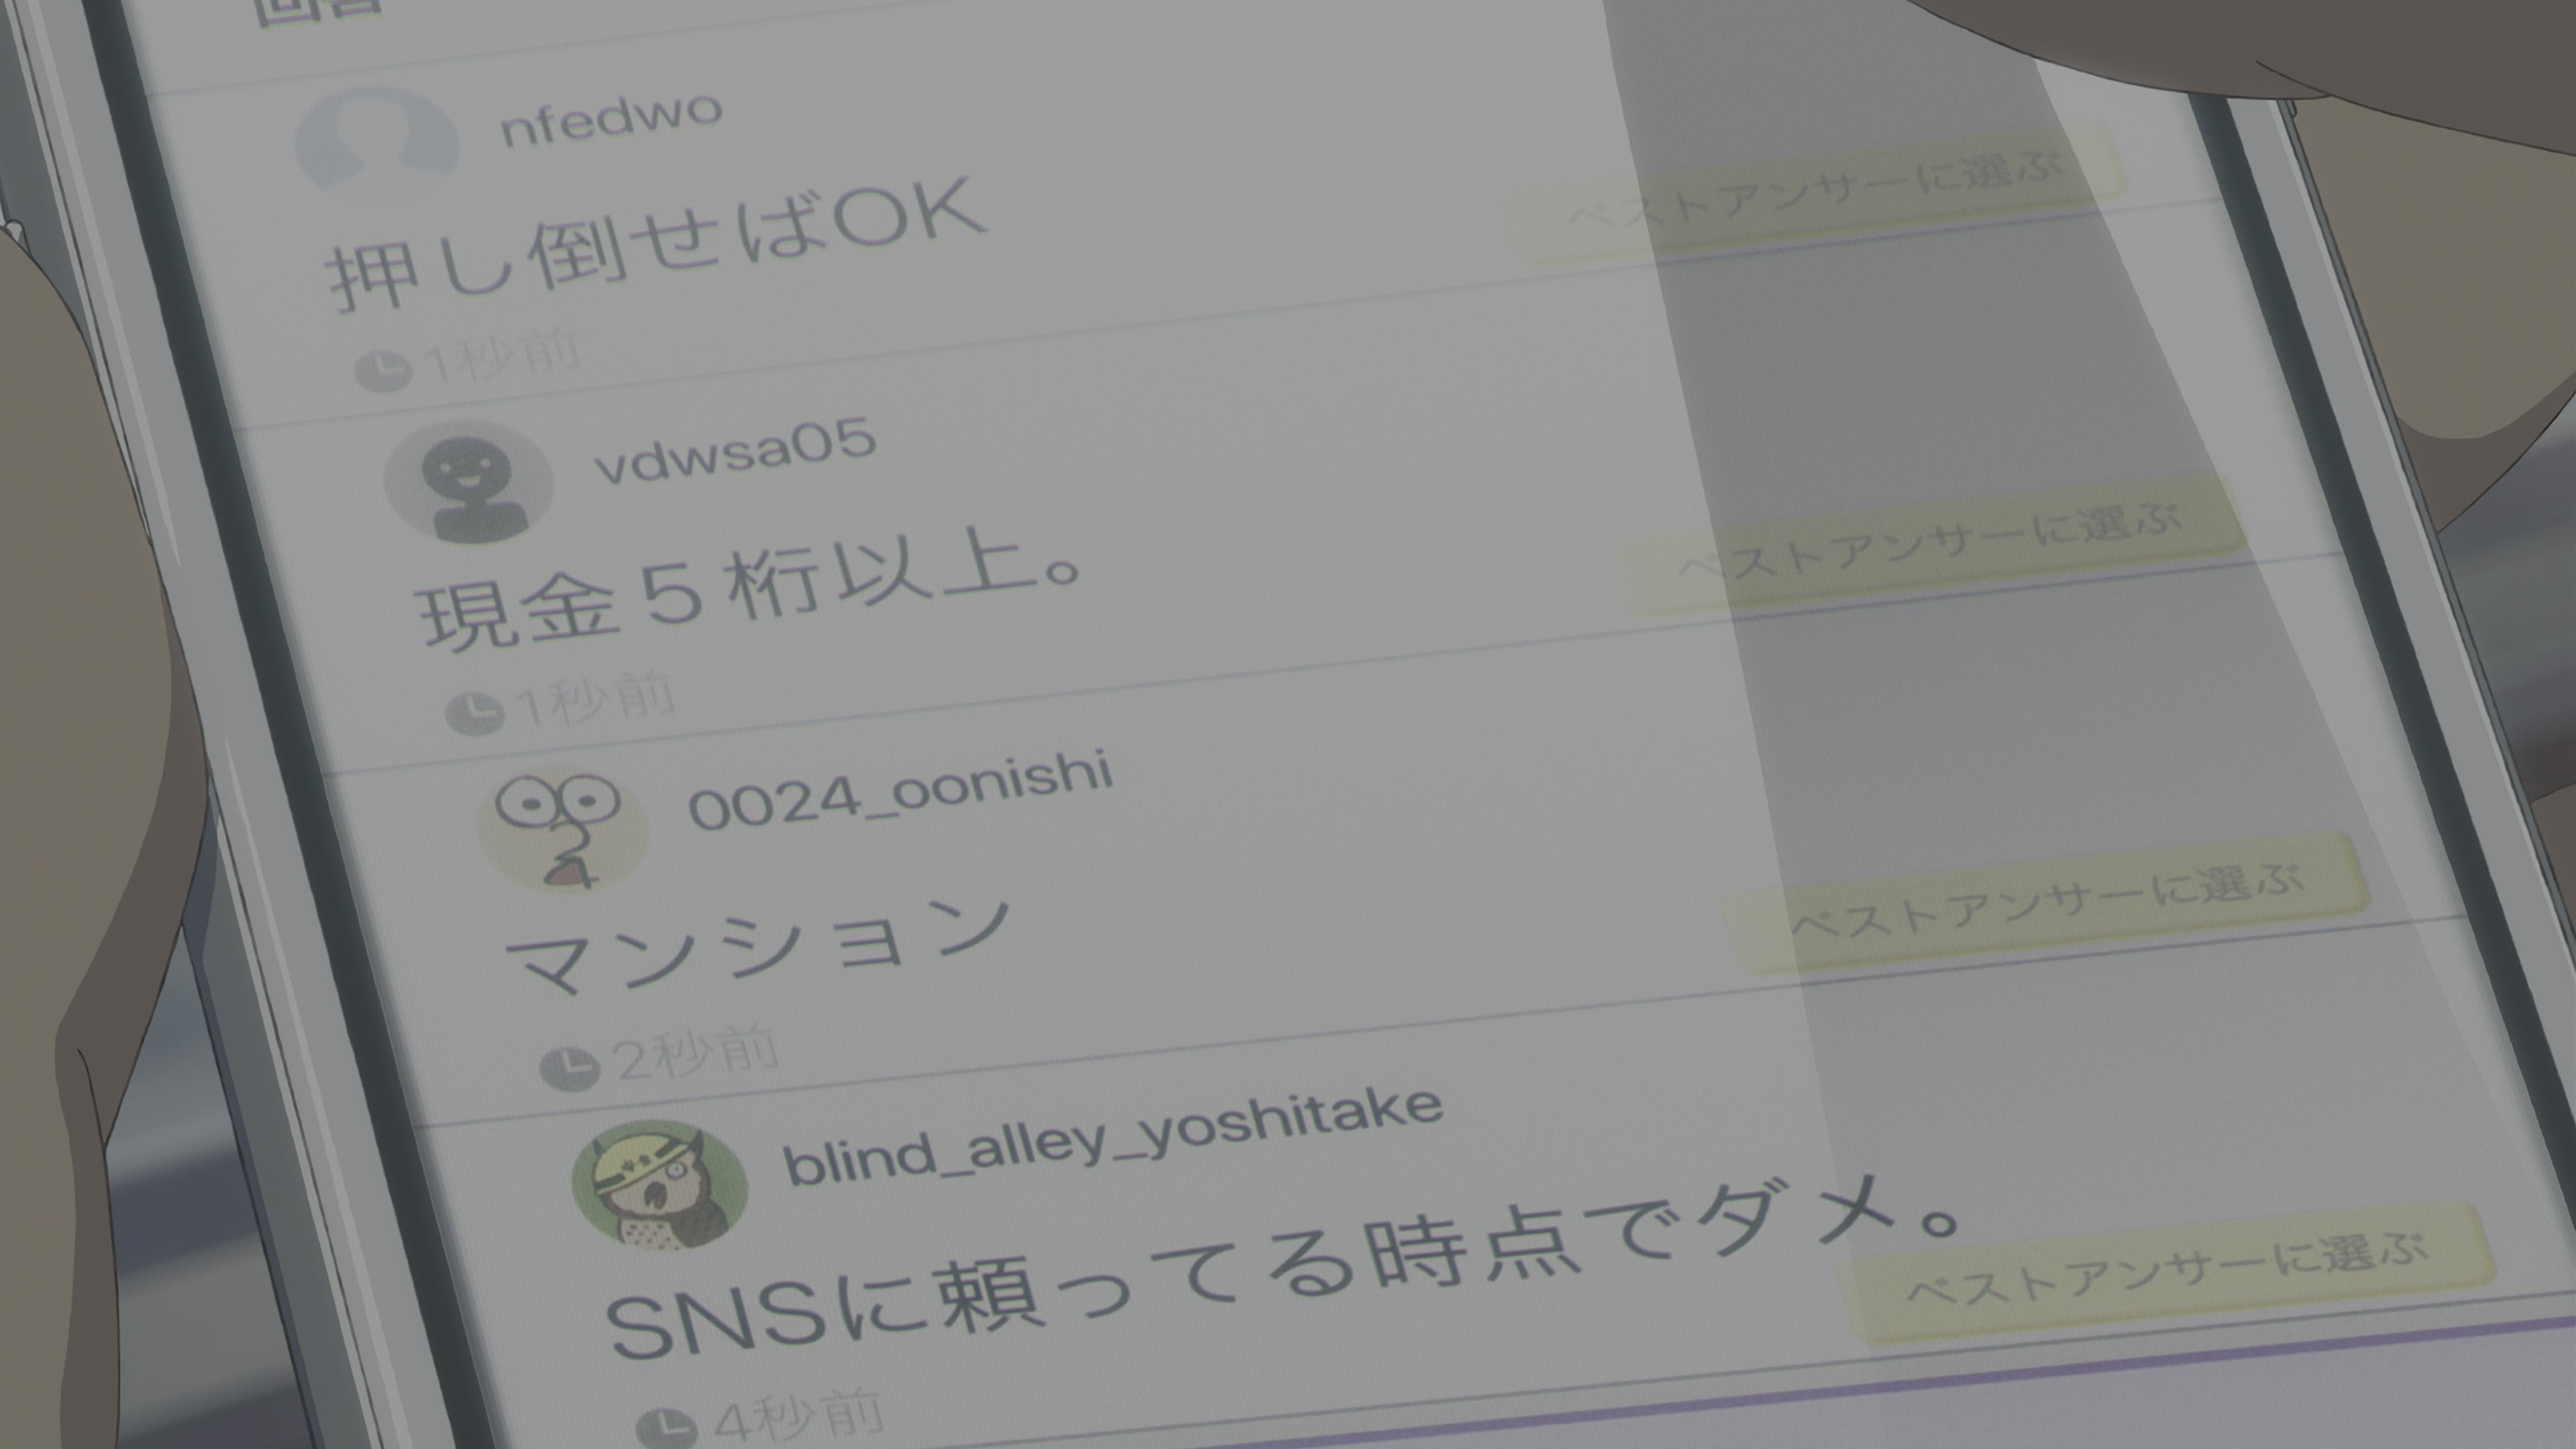 回答
nfedwo
押し倒せばOK
ベストアンサーに選ぶ
1秒前
vdwsa05
現金5桁以上。
ベストアンサーに選ぶ
1秒前
0024_oonishi
マンション
ベストアンサーに選ぶ
2秒前
blind_alley_yoshitake
SNSに頼ってる時点でダメ。
ベストアンサーに選ぶ
4秒前